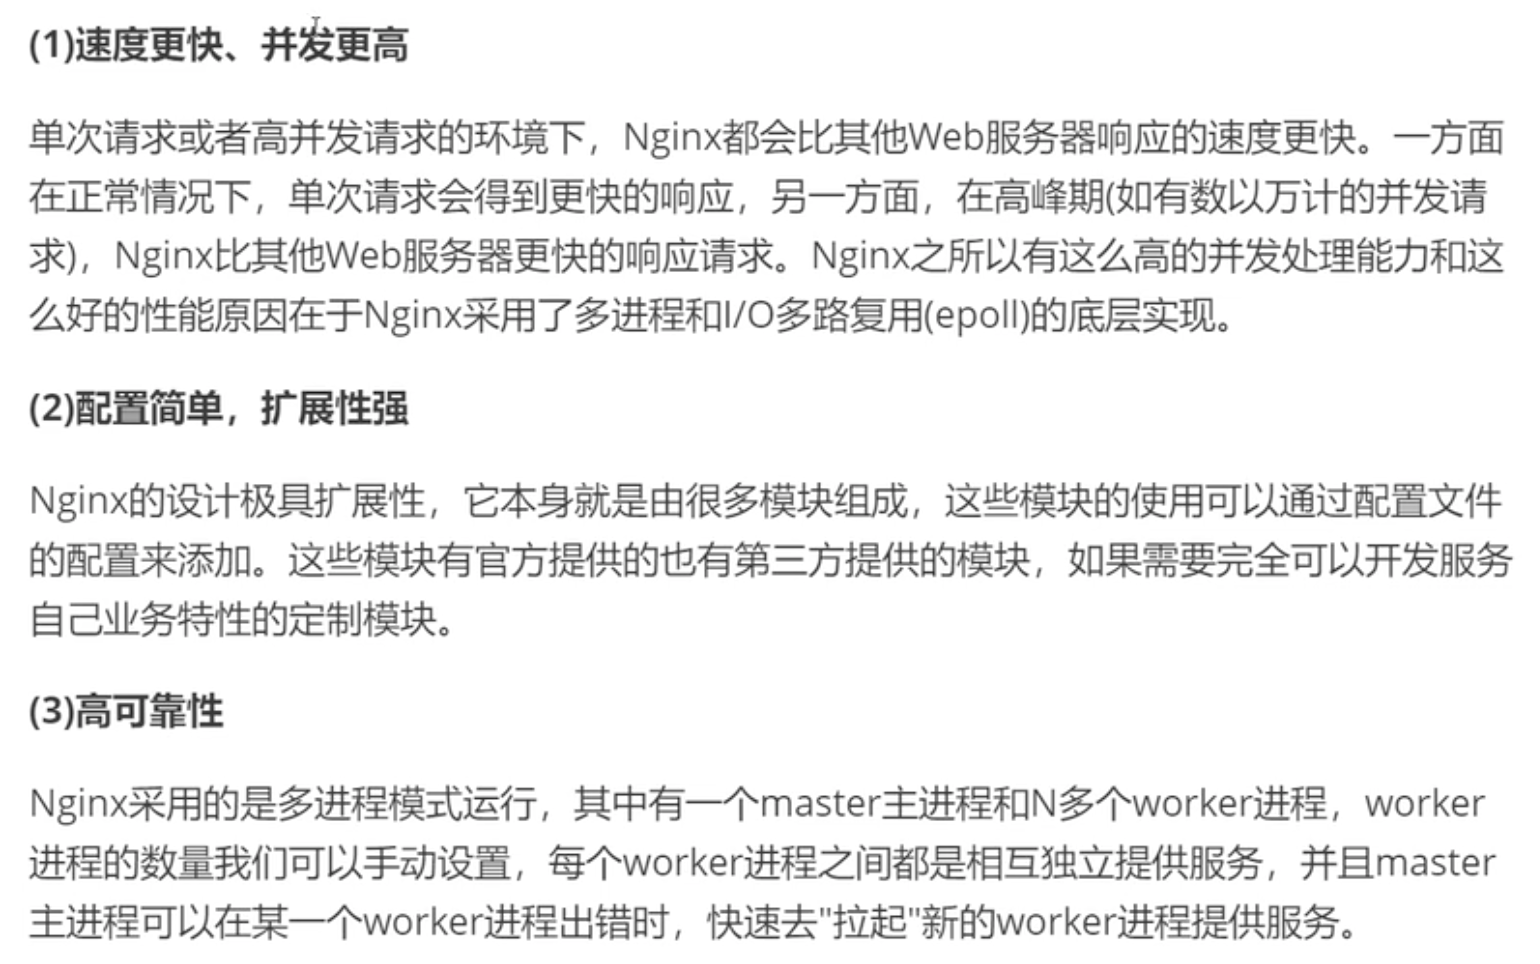 (1)速度更快、并发更高
单次请求或者高并发请求的环境下，Nginx都会比其他Web服务器响应的速度更快。一方面
在正常情况下，单次请求会得到更快的响应，另一方面，在高峰期(如有数以万计的并发请
求)，Nginx比其他Web服务器更快的响应请求。Nginx之所以有这么高的并发处理能力和这
么好的性能原因在于Nginx采用了多进程和I/O多路复用(epoll)的底层实现。
(2)配置简单，扩展性强
Nginx的设计极具扩展性，它本身就是由很多模块组成，这些模块的使用可以通过配置文件
的配置来添加。这些模块有官方提供的也有第三方提供的模块，如果需要完全可以开发服务
自己业务特性的定制模块。
(3)高可靠性
Nginx采用的是多进程模式运行，其中有一个master主进程和N多个worker进程，worker
进程的数量我们可以手动设置，每个worker进程之间都是相互独立提供服务，并且master
主进程可以在某一个worker进程出错时，快速去"拉起"新的worker进程提供服务。